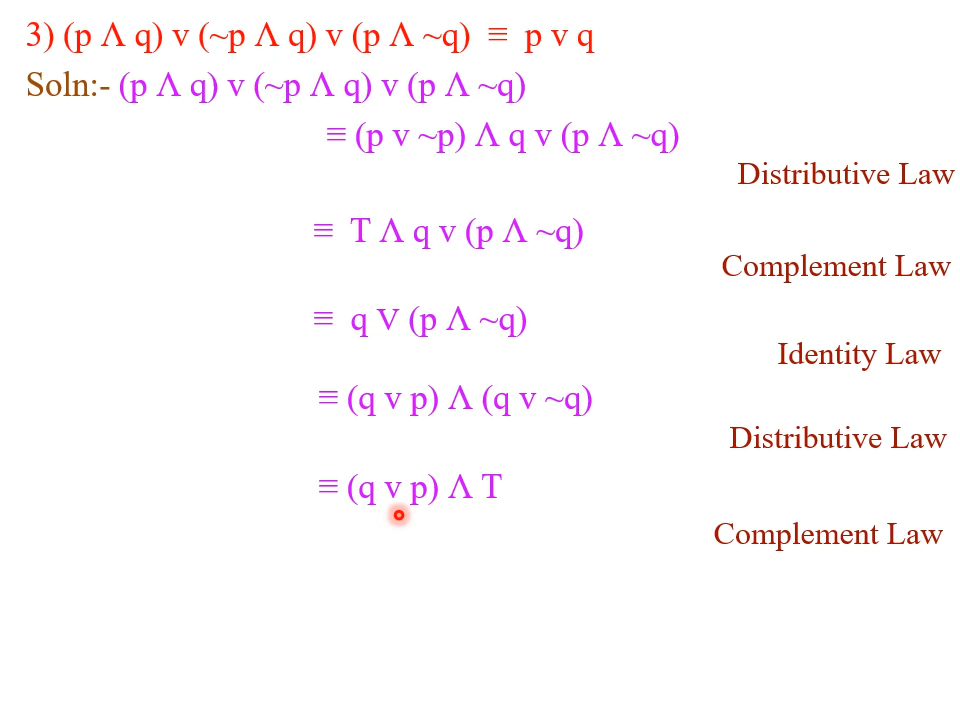 3) (p Λ q) v (~p Λ q) v (p Λ ~q) ≡ p v q
Soln:- (p Λ q) v (~p Λ q) v (p Λ ~q)
≡ (p v ~p) Λ q v (p Λ ~q)
Distributive Law
≡ T Λ q v (p Λ ~q)
Complement Law
≡ q V (p Λ ~q)
Identity Law
≡ (q v p) Λ (q v ~q)
Distributive Law
≡ (q v p) Λ T
Complement Law